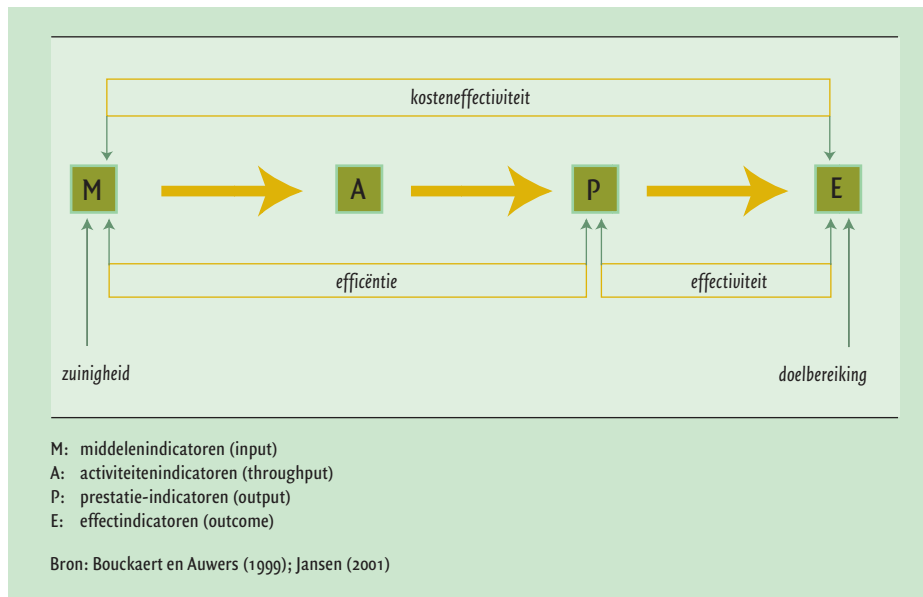 kosteneffectiviteit
M
A
P
E
efficëntie
effectiviteit
zuinigheid
doelbereiking
M: middelenindicatoren (input)
A: activiteitenindicatoren (throughput)
P: prestatie-indicatoren (output)
E: effectindicatoren (outcome)
Bron: Bouckaert en Auwers (1999); Jansen (2001)